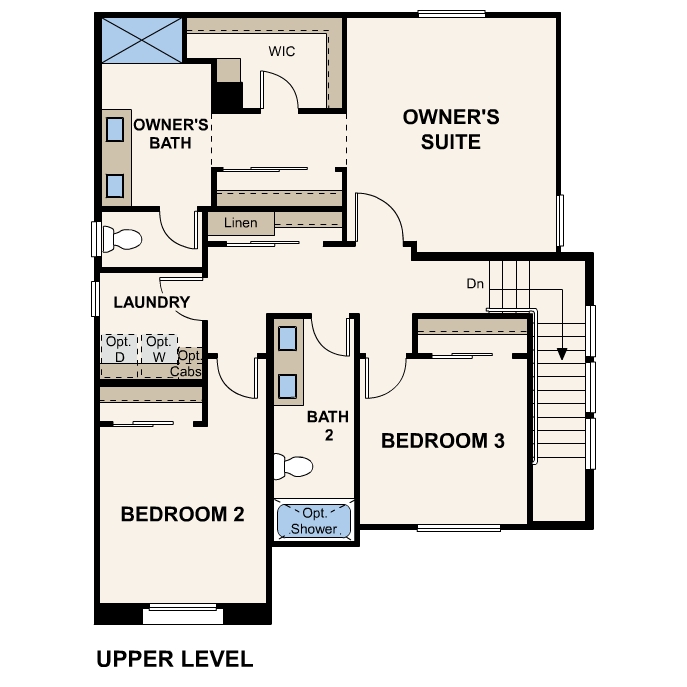 WIC
OWNER'S
SUITE
OWNER'S
BATH
Linen
Dn
LAUNDRY
Opt.
D
Opt.
W
Opt.
Cabs
BATH
2
BEDROOM 3
BEDROOM 2
Opt.
Shower
UPPER LEVEL